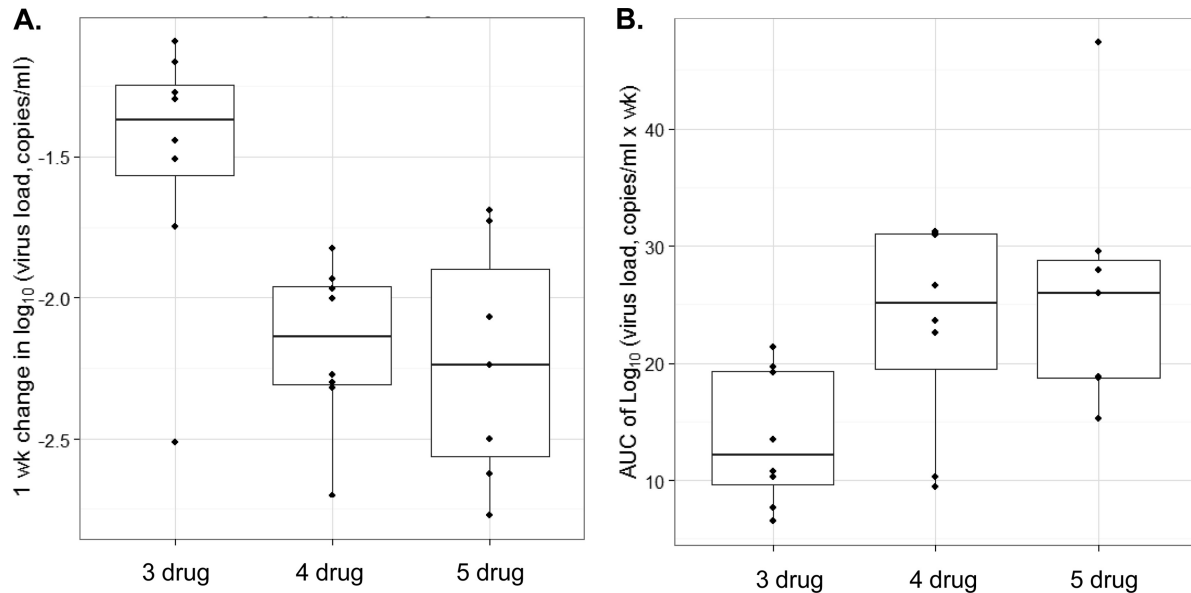 A.
1 wk change in log10 (virus load, copies/ml)
-1.5
-2.0
-2.5
3 drug
4 drug
5 drug
B.
AUC of Log10 (virus load, copies/ml x wk)
40
30
20
10
3 drug
4 drug
5 drug